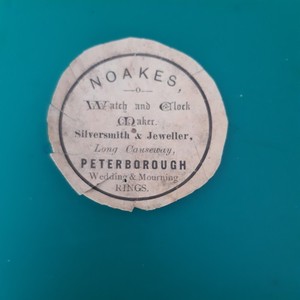 NOAKES,
—o—
Watch and Clock
Maker.
Silversmith & Jeweller,
Long Causeway,
PETERBOROUGH
Wedding & Mourning
RINGS.